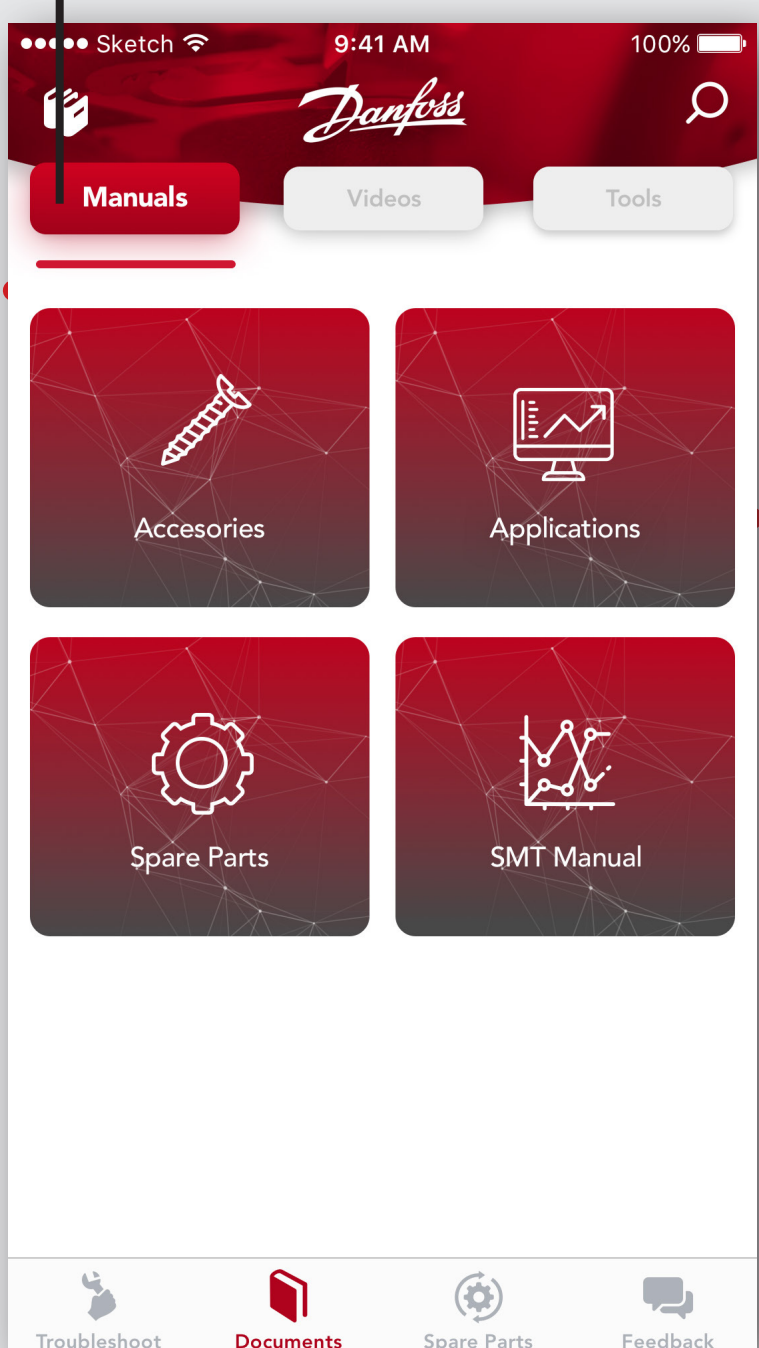 Sketch 9:41 AM 100%
Danfoss
Manuals Videos Tools
Accesories Applications
Spare Parts SMT Manual
Troubleshoot Documents Spare Parts Feedback